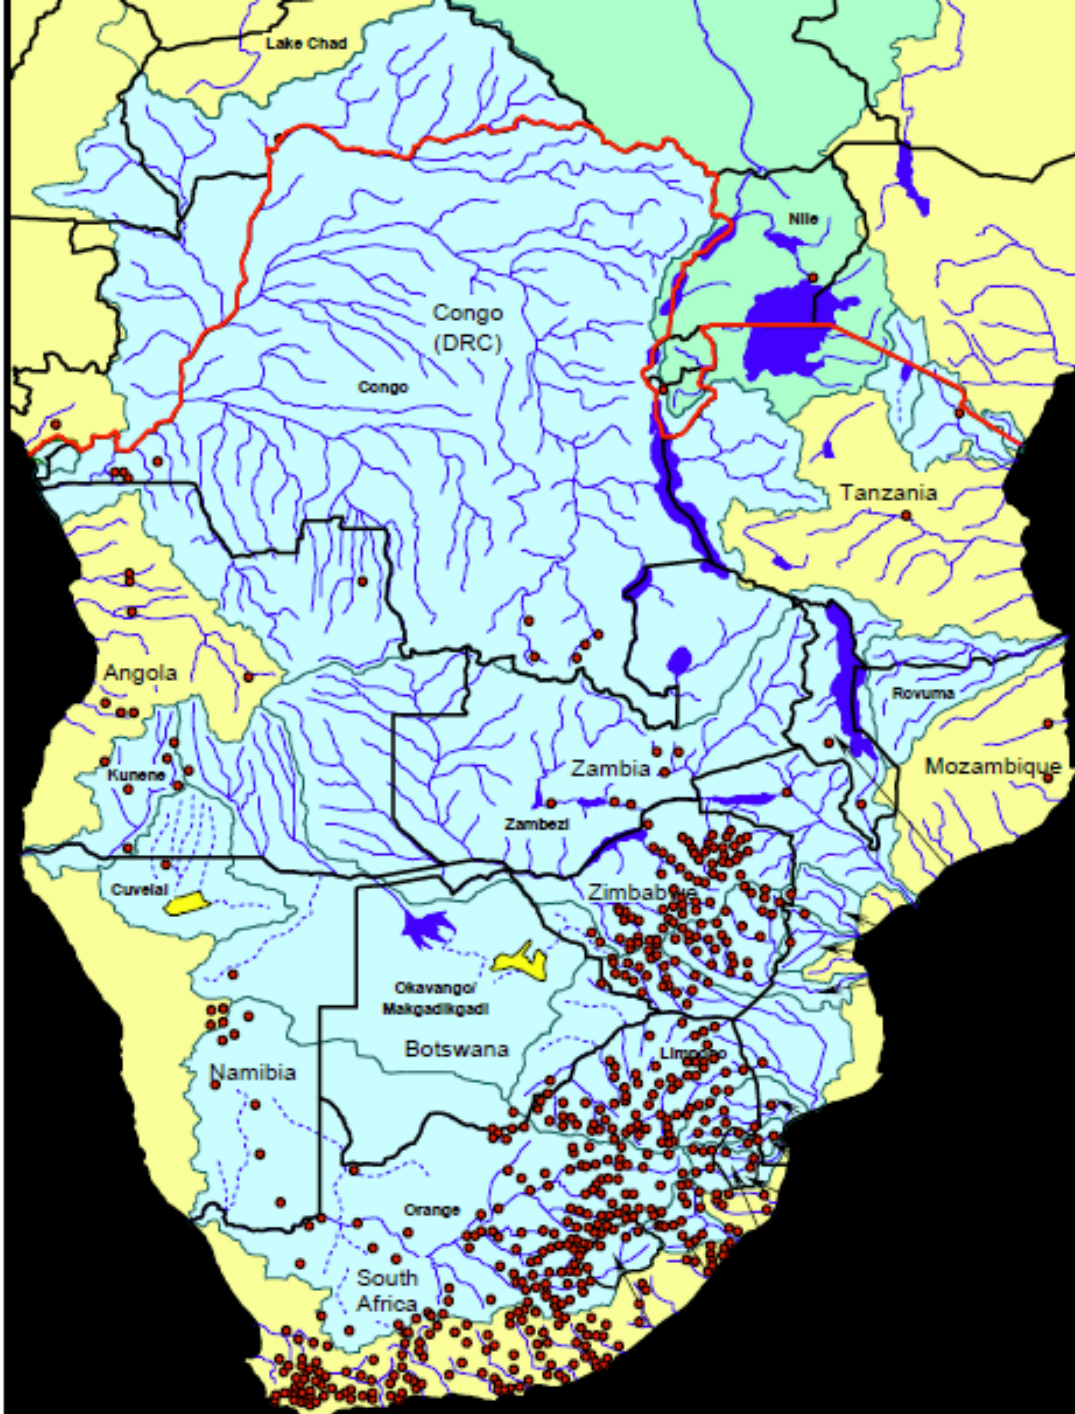 Lake Chad
Nile
Congo
(DRC)
Congo
Tanzania
Angola
Rovuma
Kunene
Zambia
Mozambique
Zambezi
Cuvelai
Zimbabwe
Okavango/
Makgadikgadi
Botswana
Limpopo
Namibia
Orange
South
Africa